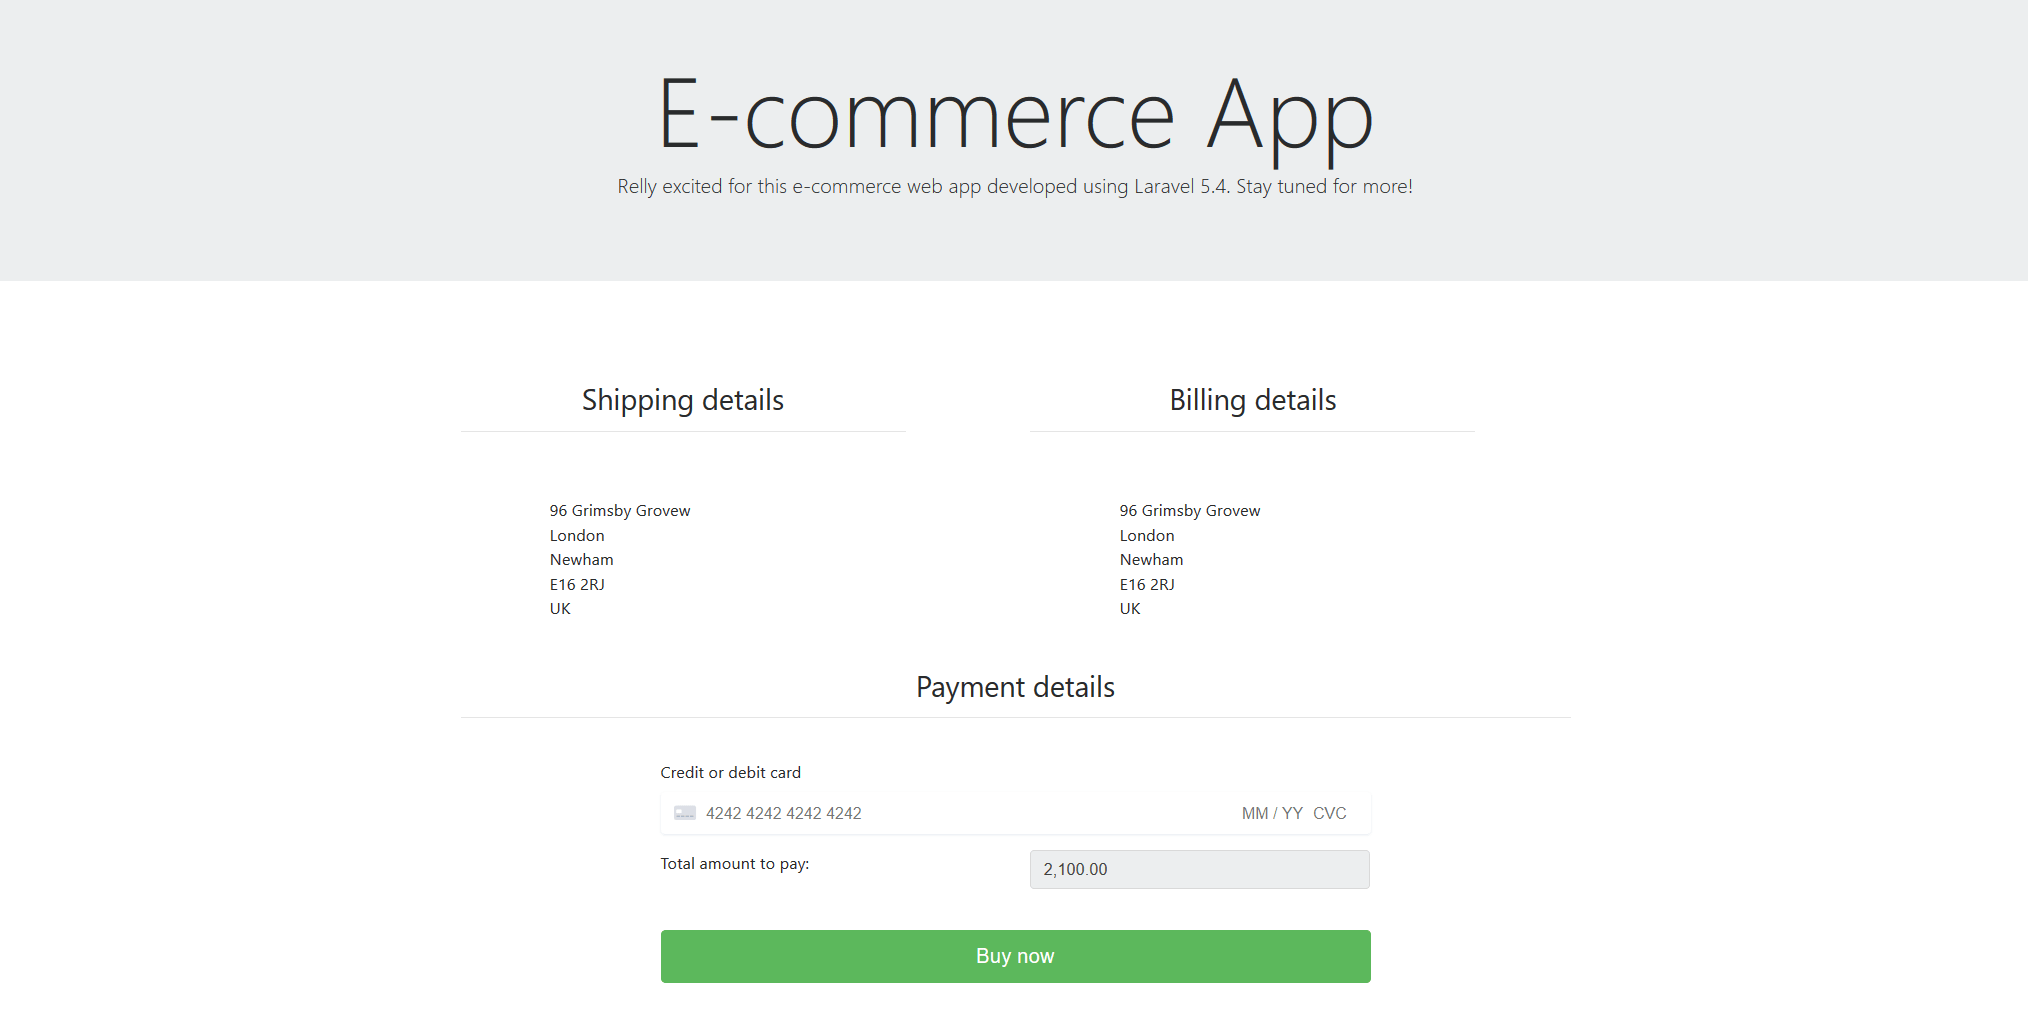 E-commerce App
Relly excited for this e-commerce web app developed using Laravel 5.4. Stay tuned for more!
Shipping details
96 Grimsby Grovew
London
Newham
E16 2RJ
UK
Billing details
96 Grimsby Grovew
London
Newham
E16 2RJ
UK
Payment details
Credit or debit card
4242 4242 4242 4242 MM / YY CVC
Total amount to pay: 2,100.00
Buy now